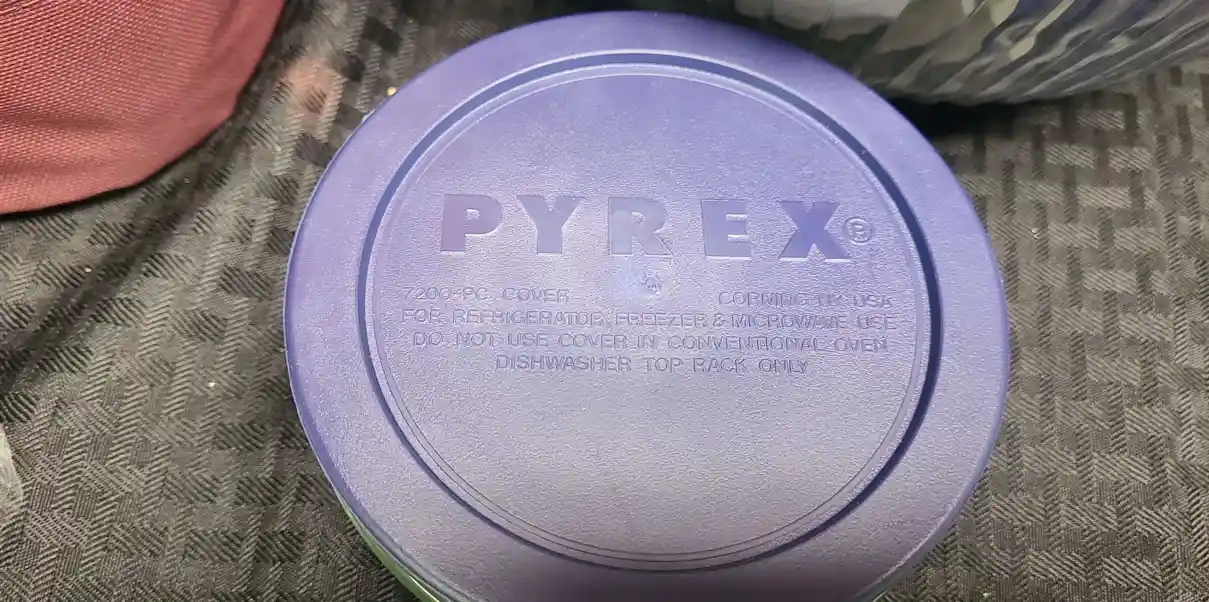 PYREX®
7200-PC COVER CORNING NY USA
FOR REFRIGERATOR, FREEZER & MICROWAVE USE
DO NOT USE COVER IN CONVENTIONAL OVEN
DISHWASHER TOP RACK ONLY